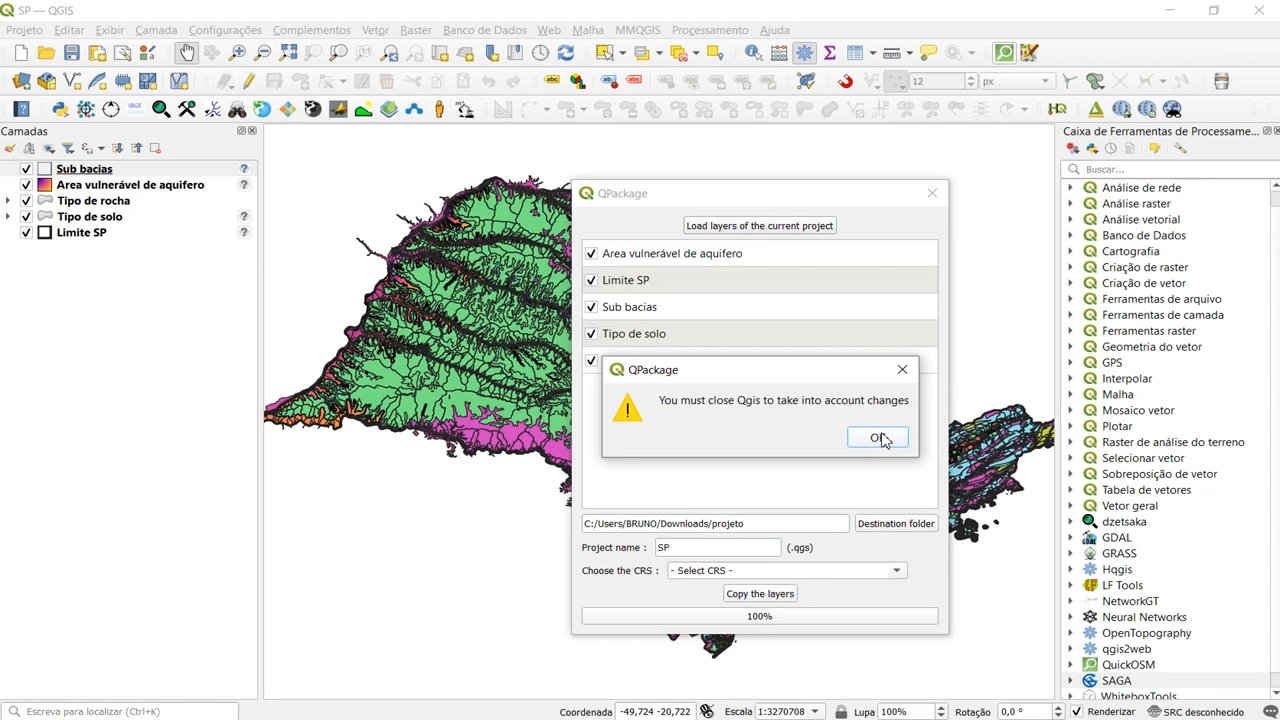 SP — QGIS
Projeto Editar Exibir Camada Configurações Complementos Vetor Raster Banco de Dados Web Malha MMQGIS Processamento Ajuda
12 px
IBGE
Camadas
Sub bacias
Area vulnerável de aquifero
Tipo de rocha
Tipo de solo
Limite SP
QPackage
Load layers of the current project
Area vulnerável de aquifero
Limite SP
Sub bacias
Tipo de solo
QPackage
You must close Qgis to take into account changes
C:/Users/BRUNO/Downloads/projeto Destination folder
Project name : SP (.qgs)
Choose the CRS : - Select CRS -
Copy the layers
100%
Caixa de Ferramentas de Processame...
Buscar...
Análise de rede
Análise raster
Análise vetorial
Banco de Dados
Cartografia
Criação de raster
Criação de vetor
Ferramentas de arquivo
Ferramentas de camada
Ferramentas raster
Geometria do vetor
GPS
Interpolar
Malha
Mosaico vetor
Plotar
Raster de análise do terreno
Selecionar vetor
Sobreposição de vetor
Tabela de vetores
Vetor geral
dzetsaka
GDAL
GRASS
Hqgis
LF Tools
NetworkGT
Neural Networks
OpenTopography
qgis2web
QuickOSM
SAGA
WhiteboxTools
Escreva para localizar (Ctrl+K) Coordenada -49,724 -20,722 Escala 1:3270708 Lupa 100% Rotação 0,0 ° Renderizar SRC desconhecido